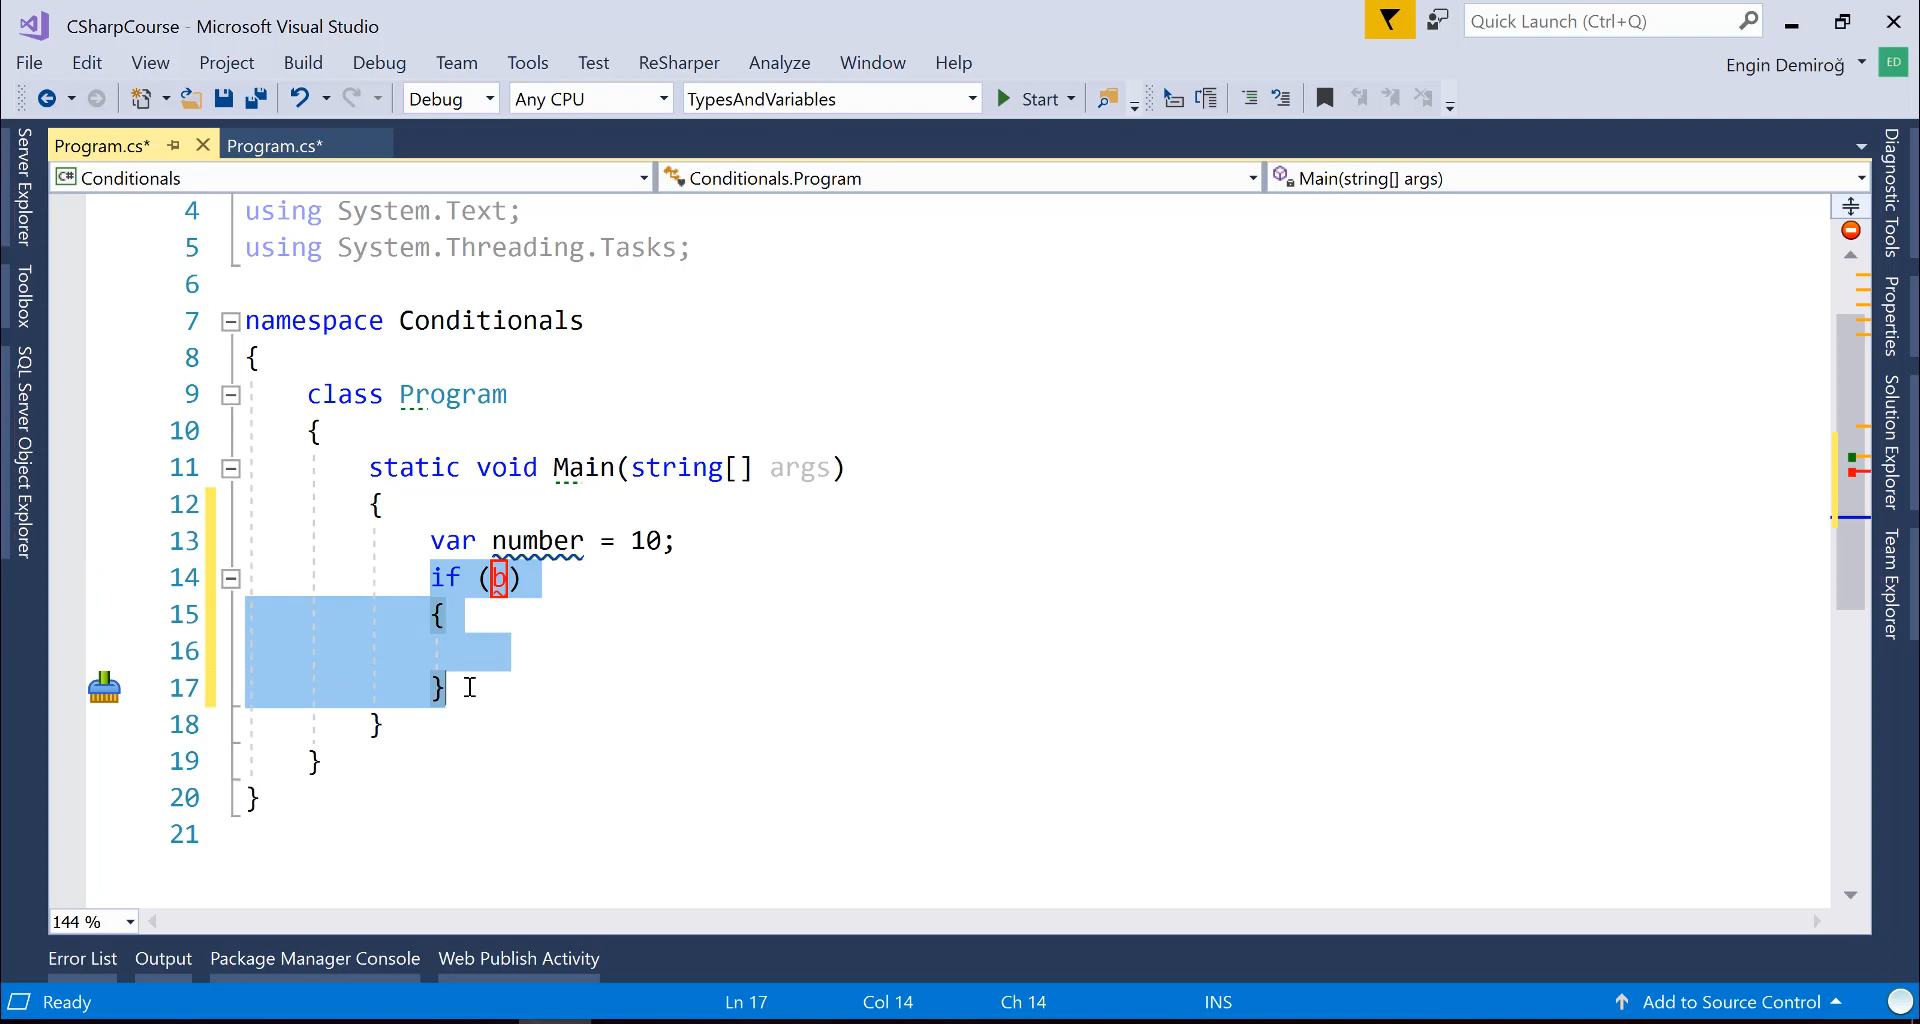 CSharpCourse - Microsoft Visual Studio
Quick Launch (Ctrl+Q)
File Edit View Project Build Debug Team Tools Test ReSharper Analyze Window Help
Engin Demiroğ
ED
Debug Any CPU TypesAndVariables Start
Program.cs* Program.cs*
C# Conditionals Conditionals.Program Main(string[] args)
4 using System.Text;
5 using System.Threading.Tasks;
6
7 namespace Conditionals
8 {
9 class Program
10 {
11 static void Main(string[] args)
12 {
13 var number = 10;
14 if (b)
15 {
16
17 }
18 }
19 }
20 }
21
144 %
Server Explorer
Toolbox
SQL Server Object Explorer
Diagnostic Tools
Properties
Solution Explorer
Team Explorer
Error List Output Package Manager Console Web Publish Activity
Ready Ln 17 Col 14 Ch 14 INS Add to Source Control